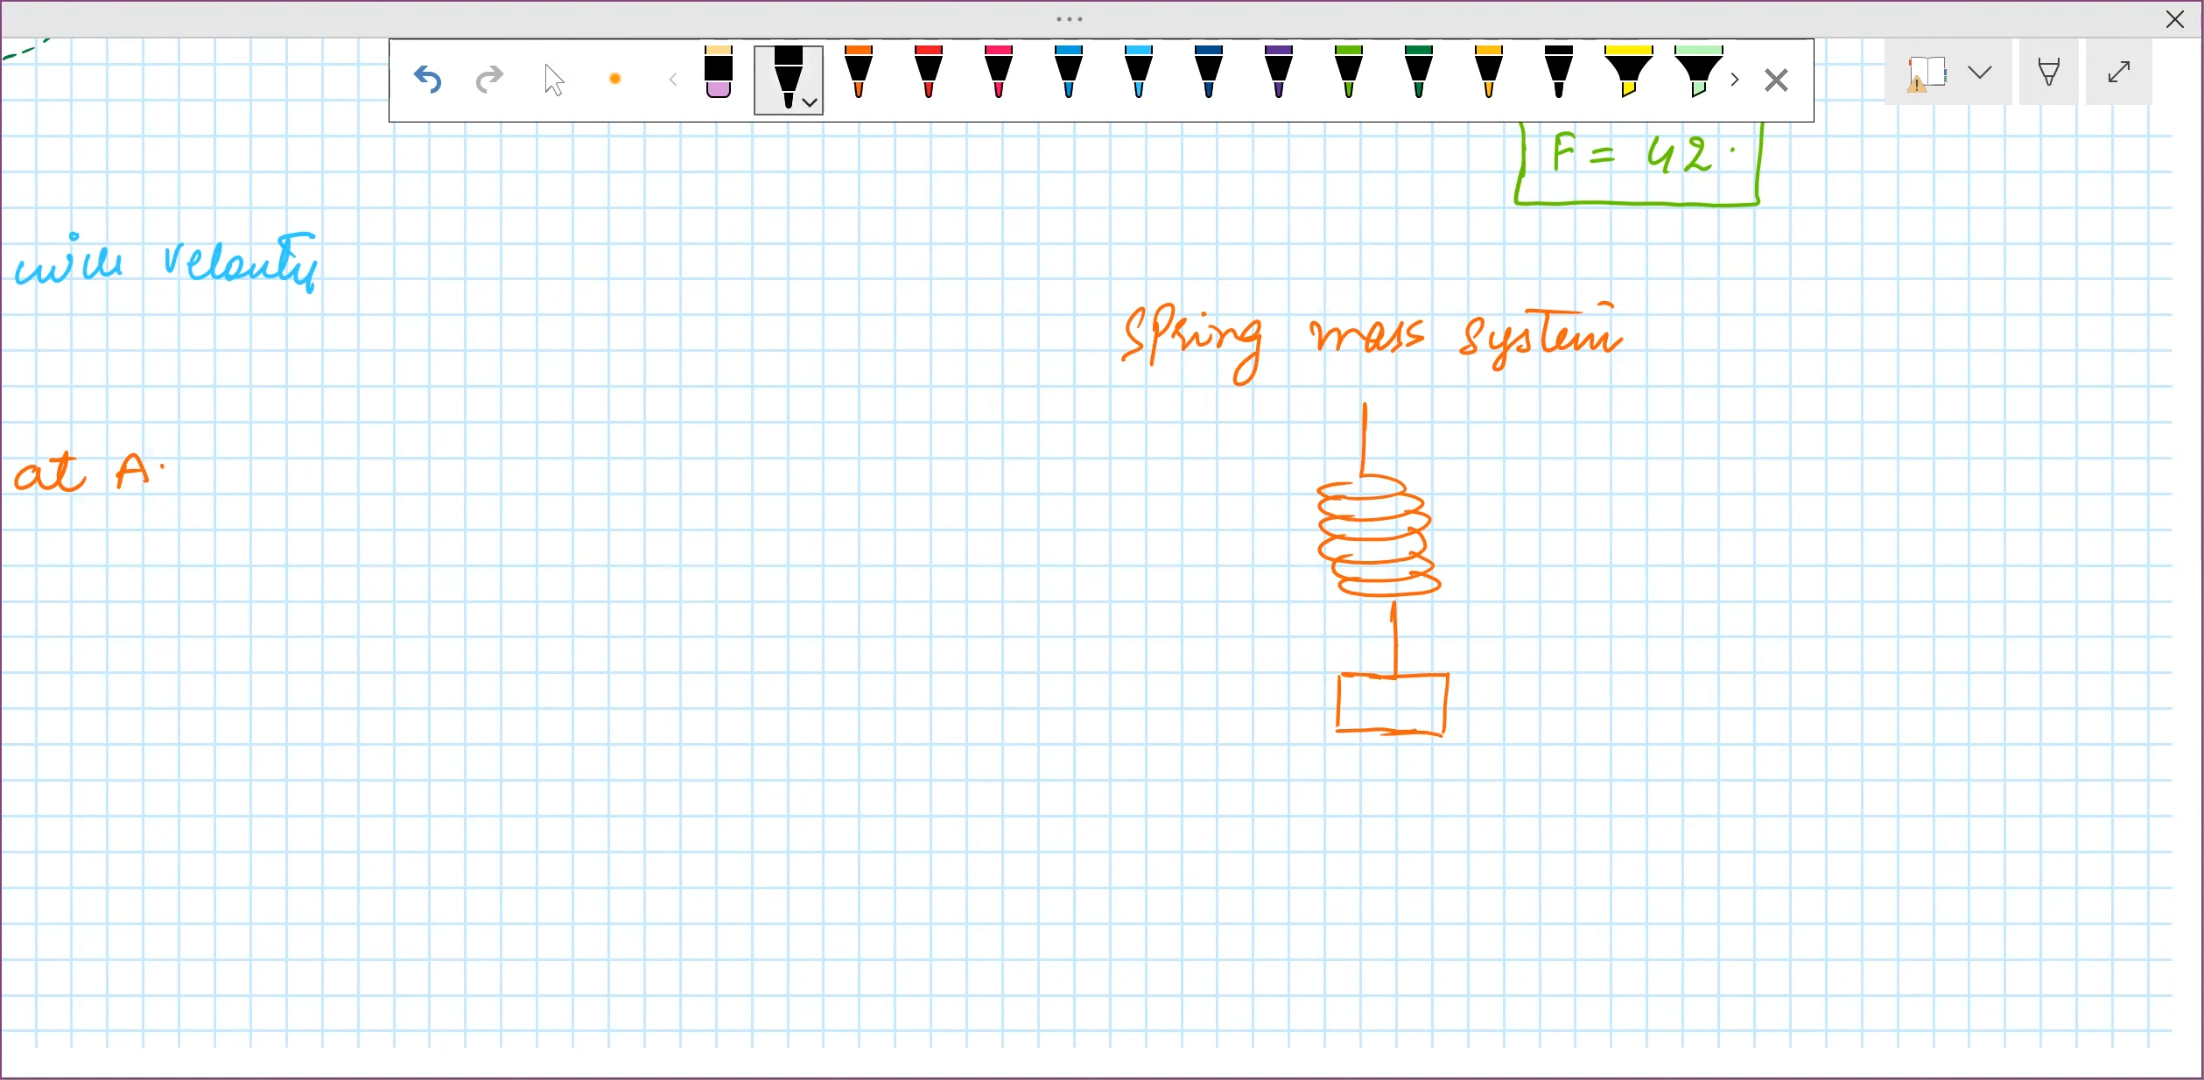 F = 42.
with velocity
Spring mass system
at A.